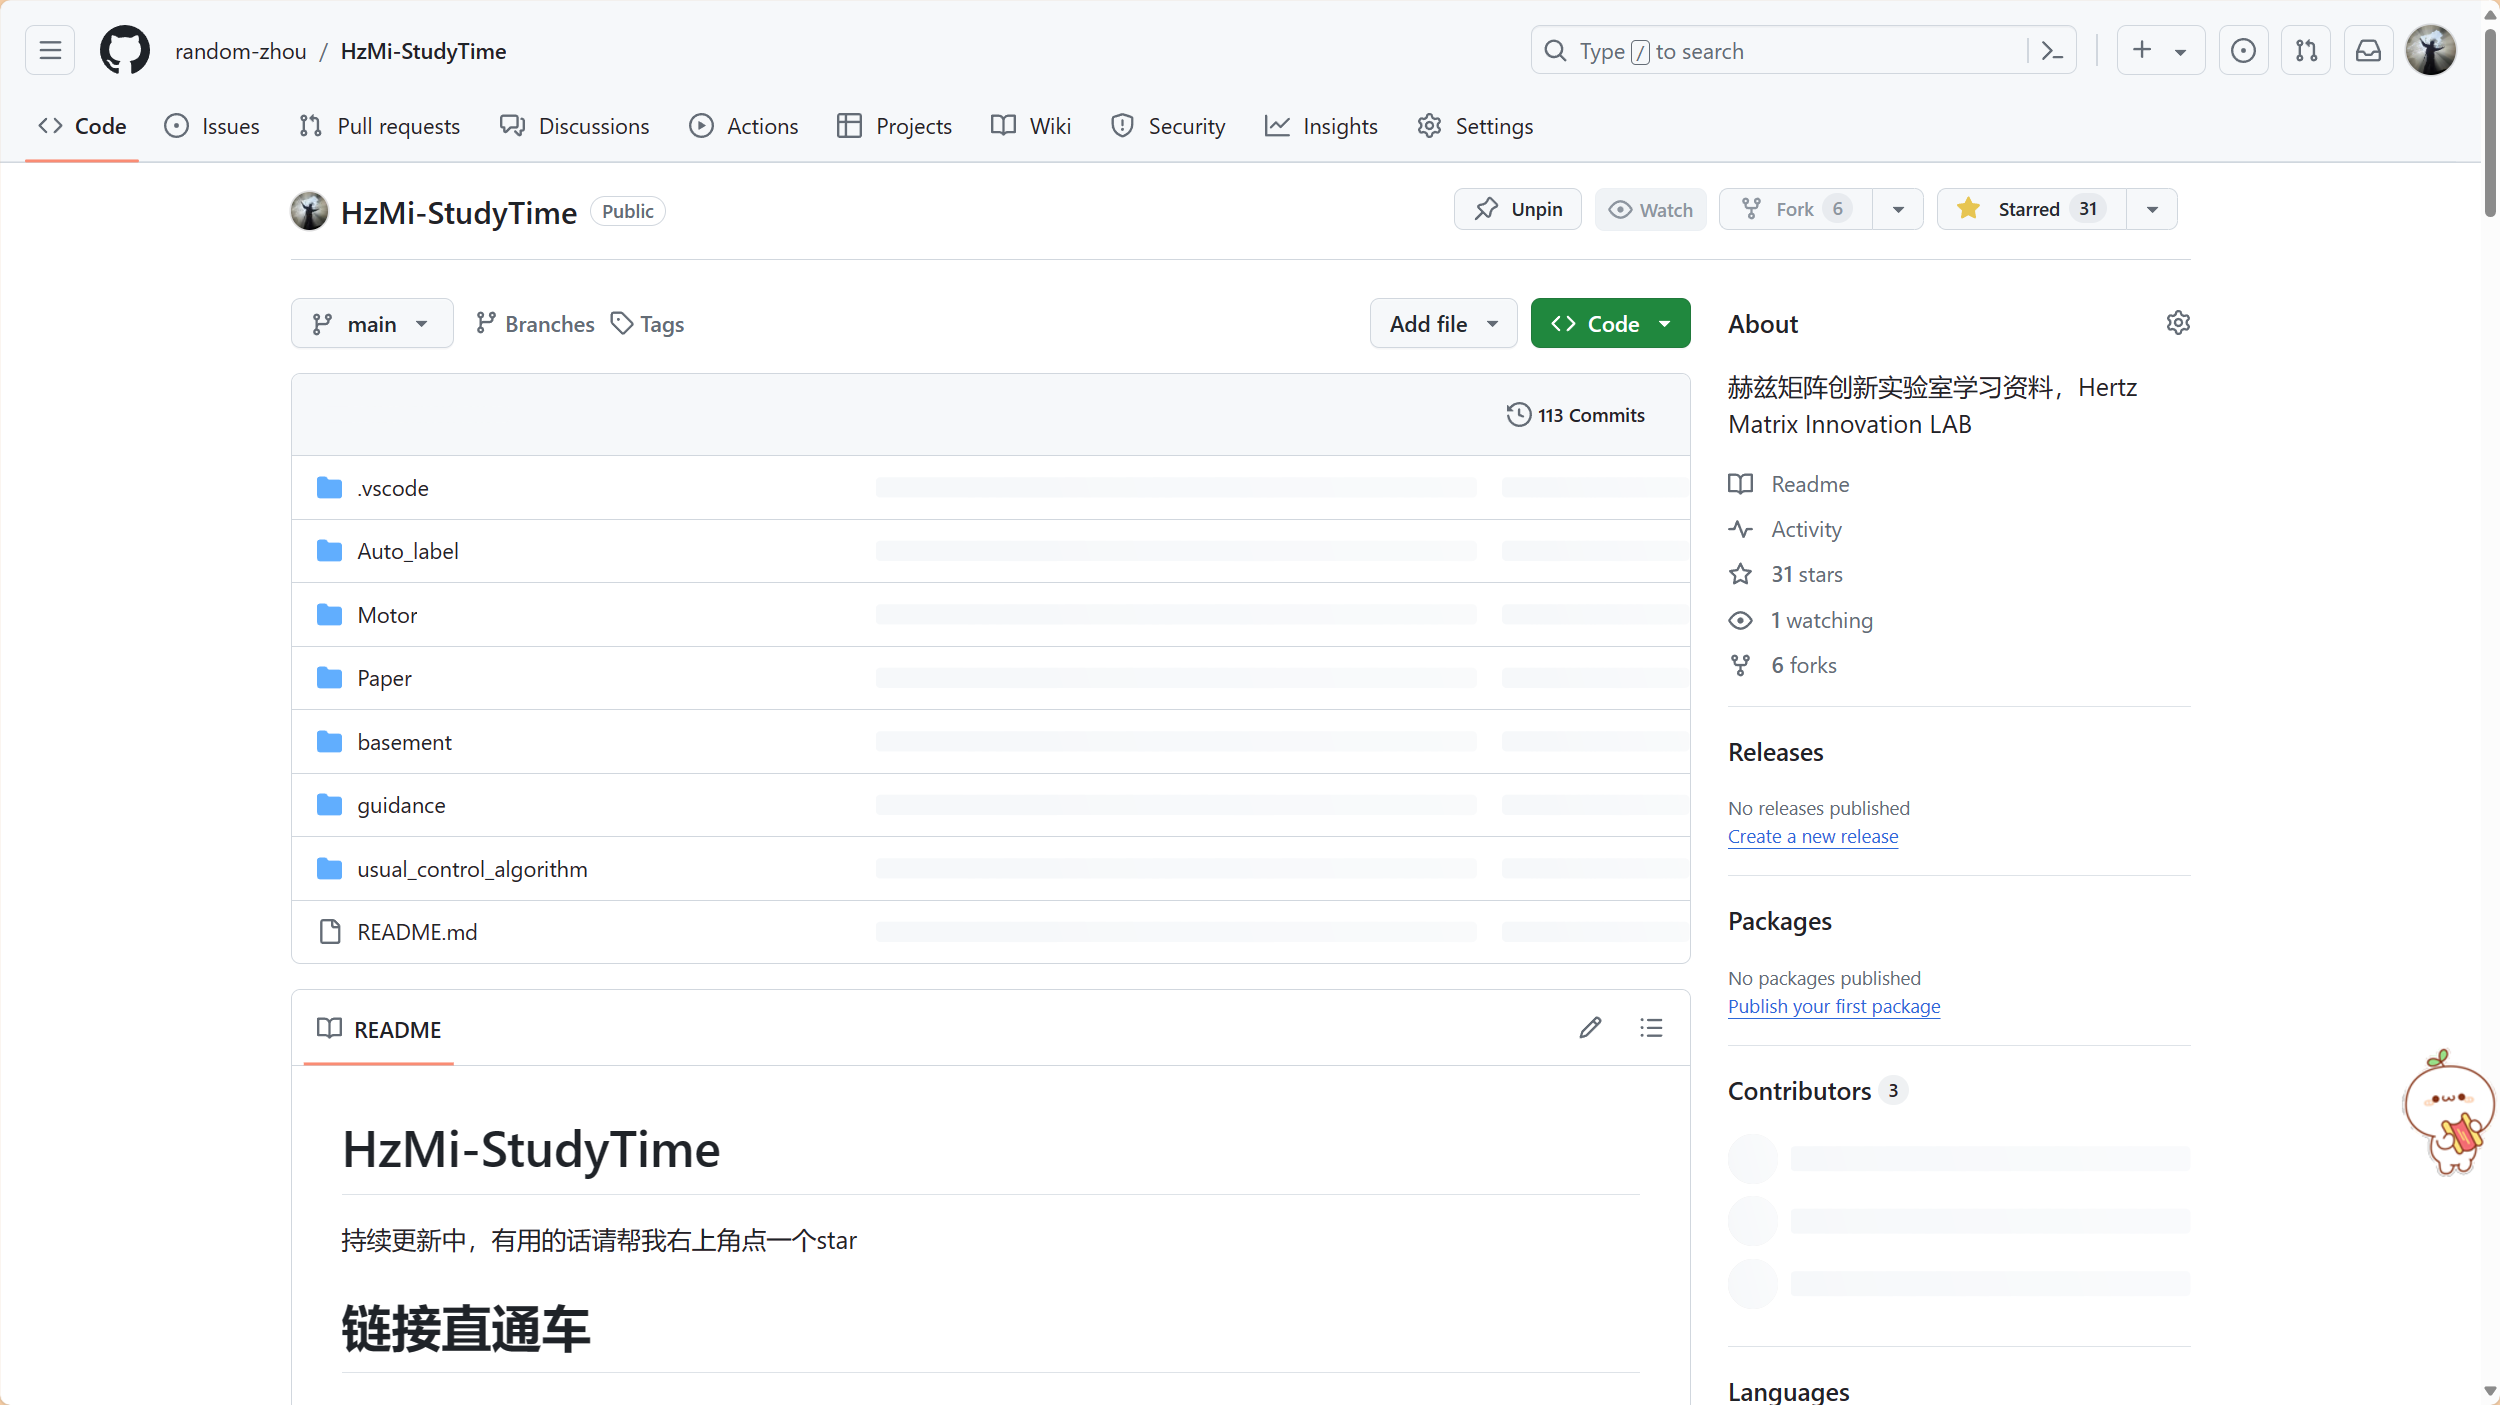 random-zhou / HzMi-StudyTime
Type / to search
Code Issues Pull requests Discussions Actions Projects Wiki Security Insights Settings
HzMi-StudyTime Public
Unpin Watch Fork 6 Starred 31
main Branches Tags
Add file Code
113 Commits
.vscode
Auto_label
Motor
Paper
basement
guidance
usual_control_algorithm
README.md
README
HzMi-StudyTime
持续更新中，有用的话请帮我右上角点一个star
链接直通车
About
赫兹矩阵创新实验室学习资料，Hertz
Matrix Innovation LAB
Readme
Activity
31 stars
1 watching
6 forks
Releases
No releases published
Create a new release
Packages
No packages published
Publish your first package
Contributors 3
Languages